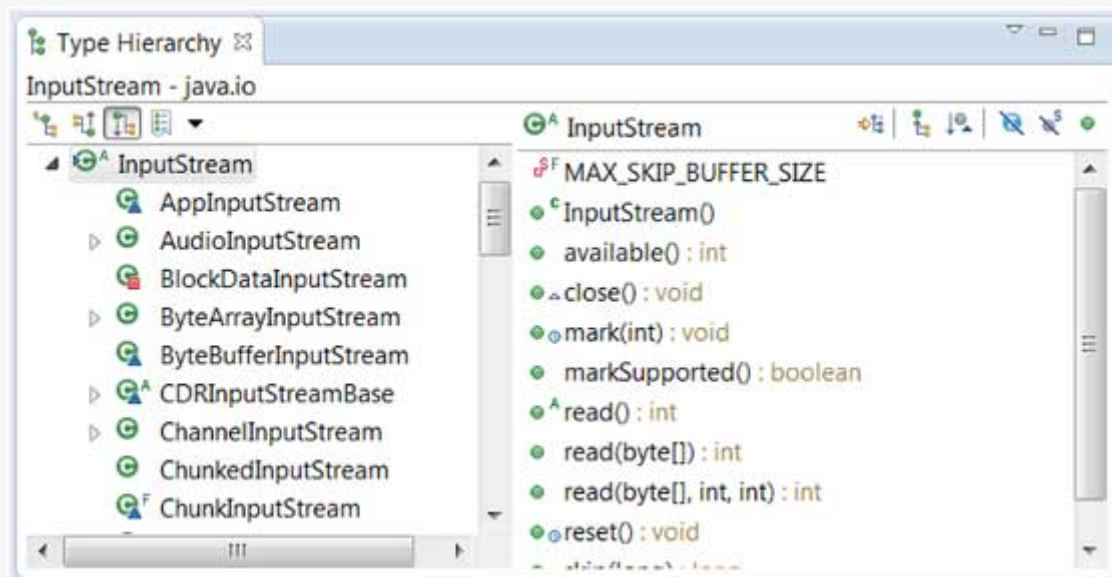 Type Hierarchy
InputStream - java.io
InputStream
AppInputStream
AudioInputStream
BlockDataInputStream
ByteArrayInputStream
ByteBufferInputStream
A CDRInputStreamBase
ChannelInputStream
ChunkedInputStream
F ChunkInputStream
A InputStream
S F MAX_SKIP_BUFFER_SIZE
c InputStream()
available() : int
close() : void
mark(int) : void
markSupported() : boolean
A read() : int
read(byte[]) : int
read(byte[], int, int) : int
reset() : void